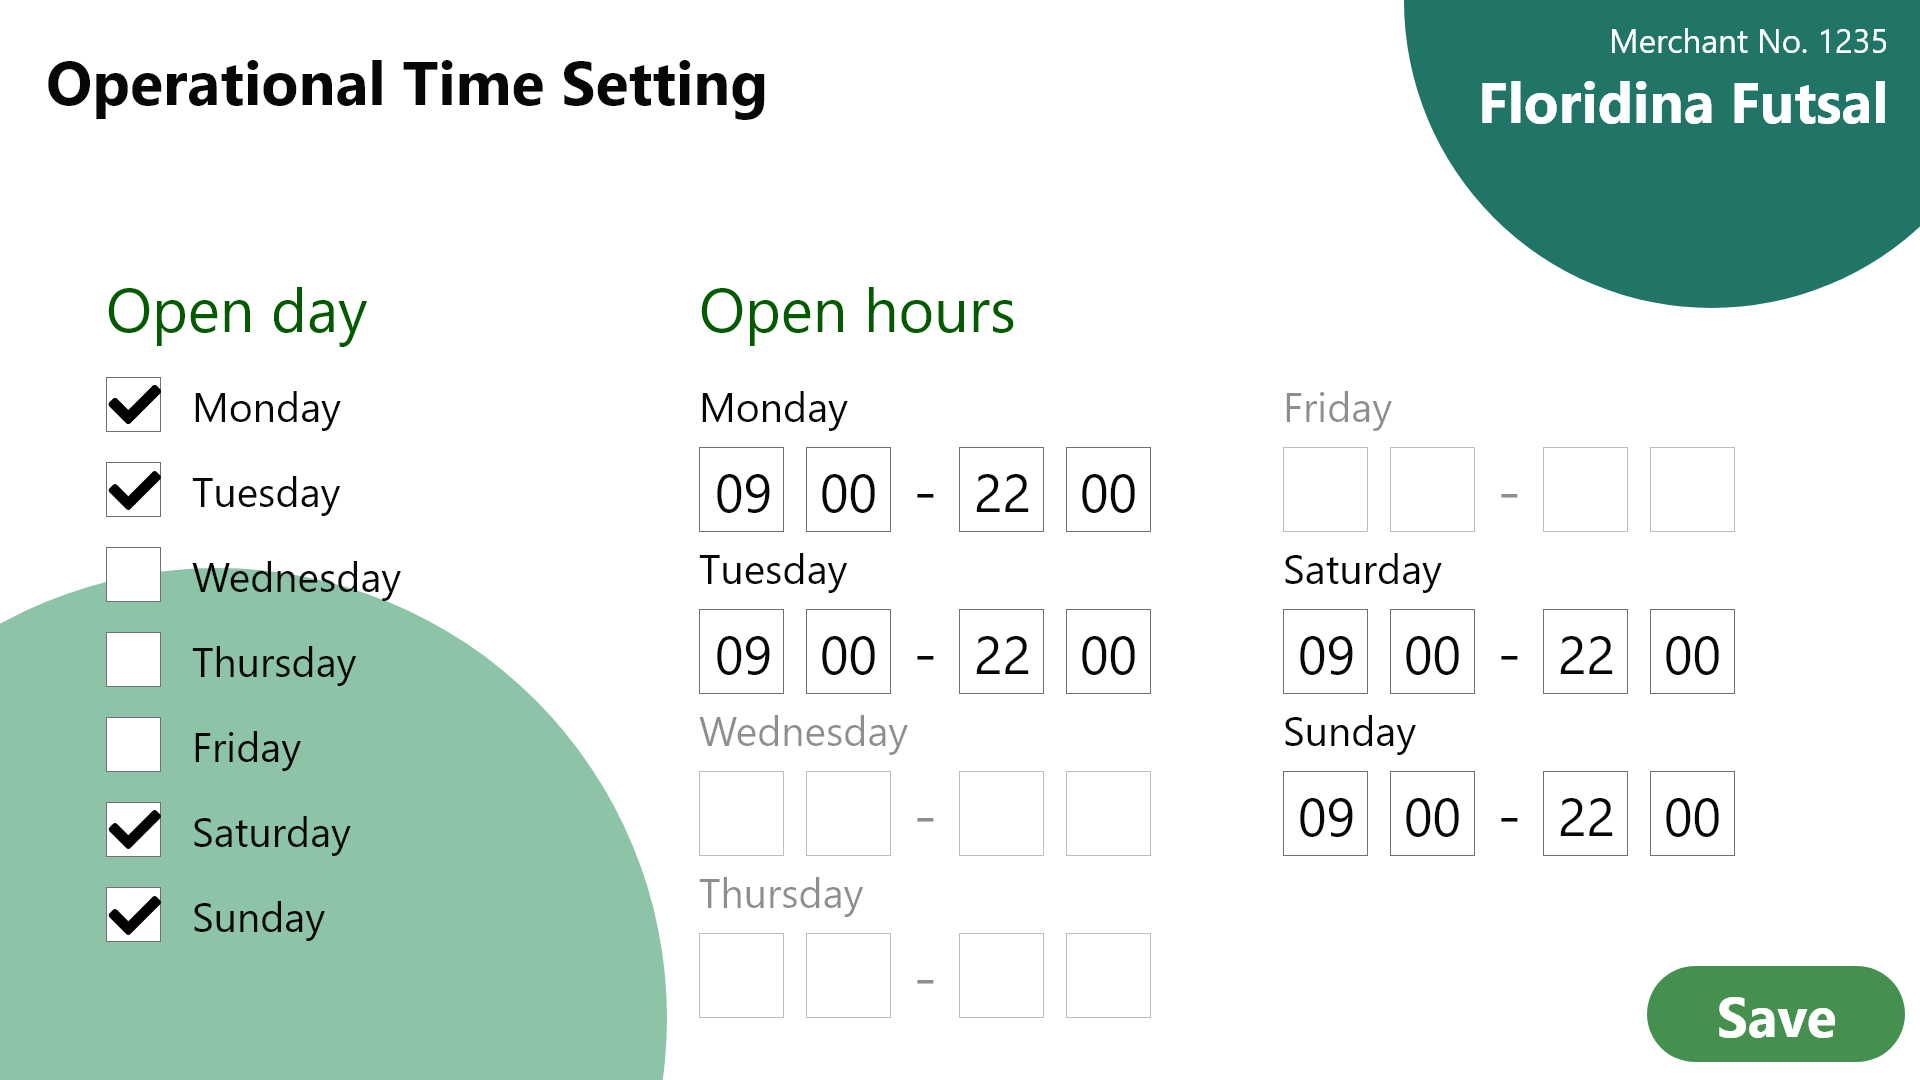 Operational Time Setting
Merchant No. 1235
Floridina Futsal
Open day
Monday
Tuesday
Wednesday
Thursday
Friday
Saturday
Sunday
Open hours
Monday
09 00 - 22 00
Tuesday
09 00 - 22 00
Wednesday
-
Thursday
-
Friday
-
Saturday
09 00 - 22 00
Sunday
09 00 - 22 00
Save